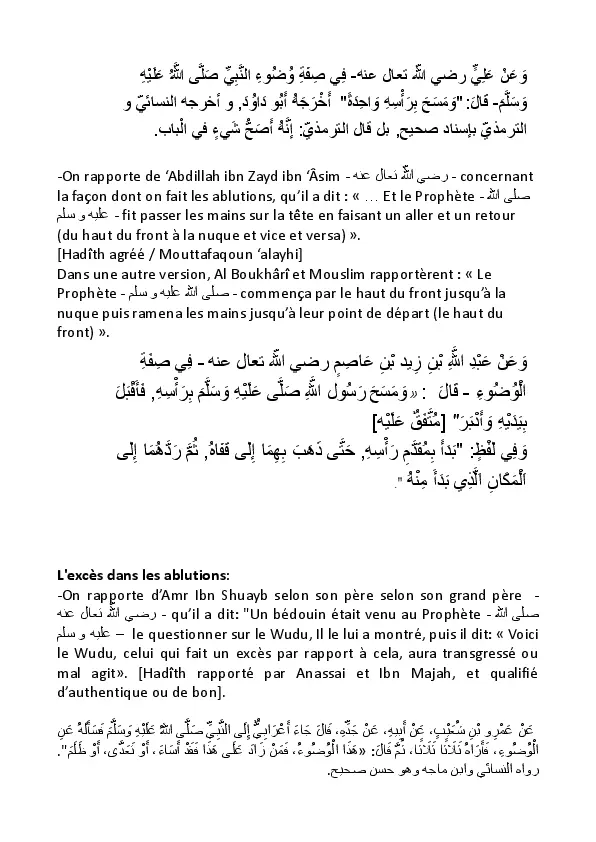 وَعَنْ عَلِيٍّ رضي الله تعال عنه- فِي صِفَةِ وُضُوءِ النَّبِيِّ صَلَّى اللَّهُ عَلَيْهِ
وَسَلَّمَ- قَالَ: "وَمَسَحَ بِرَأْسِهِ وَاحِدَةً" أَخْرَجَهُ أَبُو دَاوُدَ, و أخرجه النسائيّ و
الترمذيّ بإسناد صحيح, بل قال الترمذيّ: إِنَّهُ أَصَحُّ شَيءٍ في الْباب.
-On rapporte de ‘Abdillah ibn Zayd ibn ‘Âsim - رضي الله تعال عنه - concernant
la façon dont on fait les ablutions, qu’il a dit : « … Et le Prophète - صلى الله
عليه و سلم - fit passer les mains sur la tête en faisant un aller et un retour
(du haut du front à la nuque et vice et versa) ».
[Hadîth agréé / Mouttafaqoun ‘alayhi]
Dans une autre version, Al Boukhârî et Mouslim rapportèrent : « Le
Prophète - صلى الله عليه و سلم - commença par le haut du front jusqu’à la
nuque puis ramena les mains jusqu’à leur point de départ (le haut du
front) ».
وَعَنْ عَبْدِ اللَّهِ بْنِ زِيد بْنِ عَاصِمٍ رضي الله تعال عنه - فِي صِفَةِ
الْوُضُوءِ - قَالَ : «وَمَسَحَ رَسُول اللَّهِ صَلَّى عَلَيْهِ وَسَلَّمَ بِرَأْسِهِ, فَأَقْبَلَ
بِيَدَيْهِ وَأَدْبَرَ" [مُتَّفَقٌ عَلَيْه]
وَفِي لَفْظٍ: "بَدَأَ بِمُقَدَّمِ رَأْسِهِ, حَتَّى ذَهَبَ بِهِمَا إِلَى قَفَاهُ, ثُمَّ رَدَّهُمَا إِلَى
اَلْمَكَانِ اَلَّذِي بَدَأَ مِنْهُ ".
L'excès dans les ablutions:
-On rapporte d’Amr Ibn Shuayb selon son père selon son grand père -
رضي الله تعال عنه - qu’il a dit: "Un bédouin était venu au Prophète - صلى الله
عليه و سلم – le questionner sur le Wudu, Il le lui a montré, puis il dit: « Voici
le Wudu, celui qui fait un excès par rapport à cela, aura transgressé ou
mal agit». [Hadîth rapporté par Anassai et Ibn Majah, et qualifié
d’authentique ou de bon].
عَنْ عَمْرِو بْنِ شُعَيْبٍ، عَنْ أَبِيهِ، عَنْ جَدِّهِ، قَالَ جَاءَ أَعْرَابِيٌّ إِلَى النَّبِيِّ صَلَّى اللهُ عَلَيْهِ وَسَلَّمَ فَسَأَلَهُ عَنِ
الْوُضُوءِ، فَأَرَاهُ ثَلَاثًا ثَلَاثًا، ثُمَّ قَالَ: «هَذَا الْوُضُوءُ، فَمَنْ زَادَ عَلَى هَذَا فَقَدْ أَسَاءَ، أَوْ تَعَدَّى، أَوْ ظَلَمَ".
رواه النسائي وابن ماجه وهو حسن صحيح.